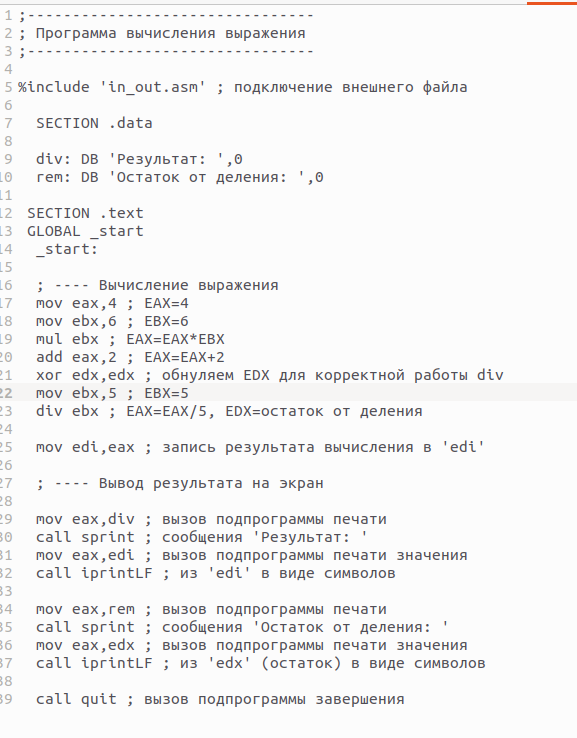 1 ;--------------------------------
2 ; Программа вычисления выражения
3 ;--------------------------------
4
5 %include 'in_out.asm' ; подключение внешнего файла
6
7 SECTION .data
8
9 div: DB 'Результат: ',0
10 rem: DB 'Остаток от деления: ',0
11
12 SECTION .text
13 GLOBAL _start
14 _start:
15
16 ; ---- Вычисление выражения
17 mov eax,4 ; EAX=4
18 mov ebx,6 ; EBX=6
19 mul ebx ; EAX=EAX*EBX
20 add eax,2 ; EAX=EAX+2
21 xor edx,edx ; обнуляем EDX для корректной работы div
22 mov ebx,5 ; EBX=5
23 div ebx ; EAX=EAX/5, EDX=остаток от деления
24
25 mov edi,eax ; запись результата вычисления в 'edi'
26
27 ; ---- Вывод результата на экран
28
29 mov eax,div ; вызов подпрограммы печати
30 call sprint ; сообщения 'Результат: '
31 mov eax,edi ; вызов подпрограммы печати значения
32 call iprintLF ; из 'edi' в виде символов
33
34 mov eax,rem ; вызов подпрограммы печати
35 call sprint ; сообщения 'Остаток от деления: '
36 mov eax,edx ; вызов подпрограммы печати значения
37 call iprintLF ; из 'edx' (остаток) в виде символов
38
39 call quit ; вызов подпрограммы завершения